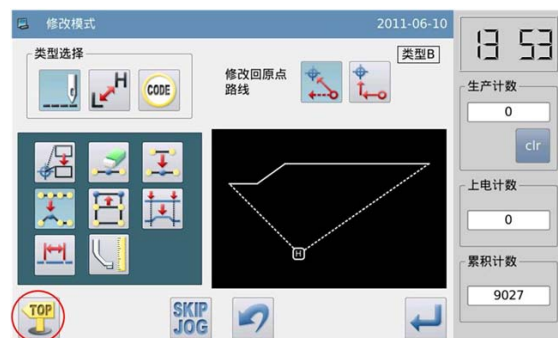 修改模式
2011-06-10
类型选择
L H
CODE
修改回原点
路线
类型B
H
TOP
SKIP
JOG
13 53
生产计数
0
clr
上电计数
0
累积计数
9027